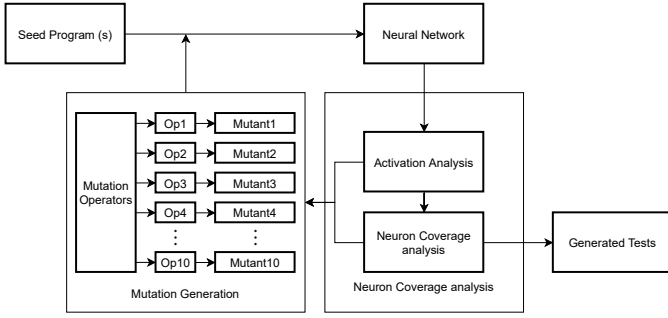 Seed Program (s)
Neural Network
Mutation
Operators
Op1
Mutant1
Op2
Mutant2
Op3
Mutant3
Op4
Mutant4
Op10
Mutant10
Mutation Generation
Activation Analysis
Neuron Coverage
analysis
Neuron Coverage analysis
Generated Tests